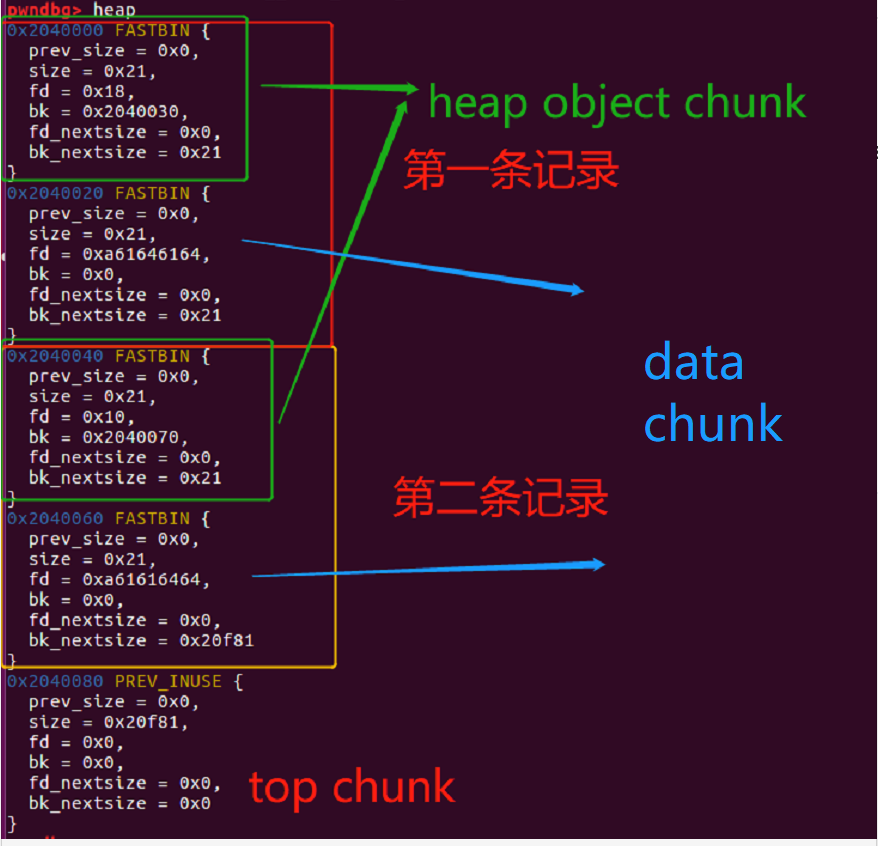 pwndbg> heap
0x2040000 FASTBIN {
prev_size = 0x0,
size = 0x21,
fd = 0x18,
bk = 0x2040030,
fd_nextsize = 0x0,
bk_nextsize = 0x21
}
heap object chunk
第一条记录
0x2040020 FASTBIN {
prev_size = 0x0,
size = 0x21,
fd = 0xa61646164,
bk = 0x0,
fd_nextsize = 0x0,
bk_nextsize = 0x21
}
data
chunk
0x2040040 FASTBIN {
prev_size = 0x0,
size = 0x21,
fd = 0x10,
bk = 0x2040070,
fd_nextsize = 0x0,
bk_nextsize = 0x21
}
第二条记录
0x2040060 FASTBIN {
prev_size = 0x0,
size = 0x21,
fd = 0xa61616464,
bk = 0x0,
fd_nextsize = 0x0,
bk_nextsize = 0x20f81
}
0x2040080 PREV_INUSE {
prev_size = 0x0,
size = 0x20f81,
fd = 0x0,
bk = 0x0,
fd_nextsize = 0x0,
bk_nextsize = 0x0
}
top chunk